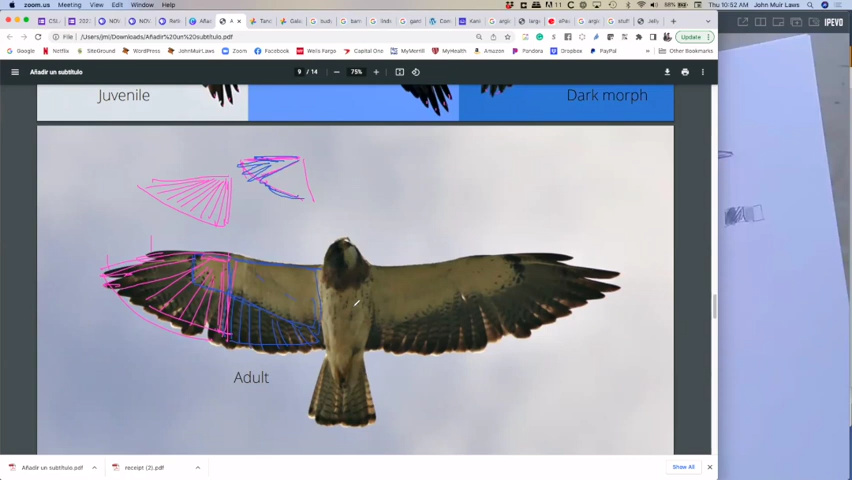 zoom.us Meeting View Edit Window Help
Thu 10:52 AM John Muir Laws
File /Users/jml/Downloads/Añadir%20un%20subtítulo.pdf
Update
Google Netflix SiteGround WordPress JohnMuirLaws Zoom Facebook Wells Fargo Capital One MyMerrill MyHealth Amazon Pandora Dropbox PayPal
Other Bookmarks
IPEVO
Añadir un subtítulo
9 / 14
75%
Juvenile
Dark morph
Adult
Añadir un subtítulo.pdf
receipt (2).pdf
Show All